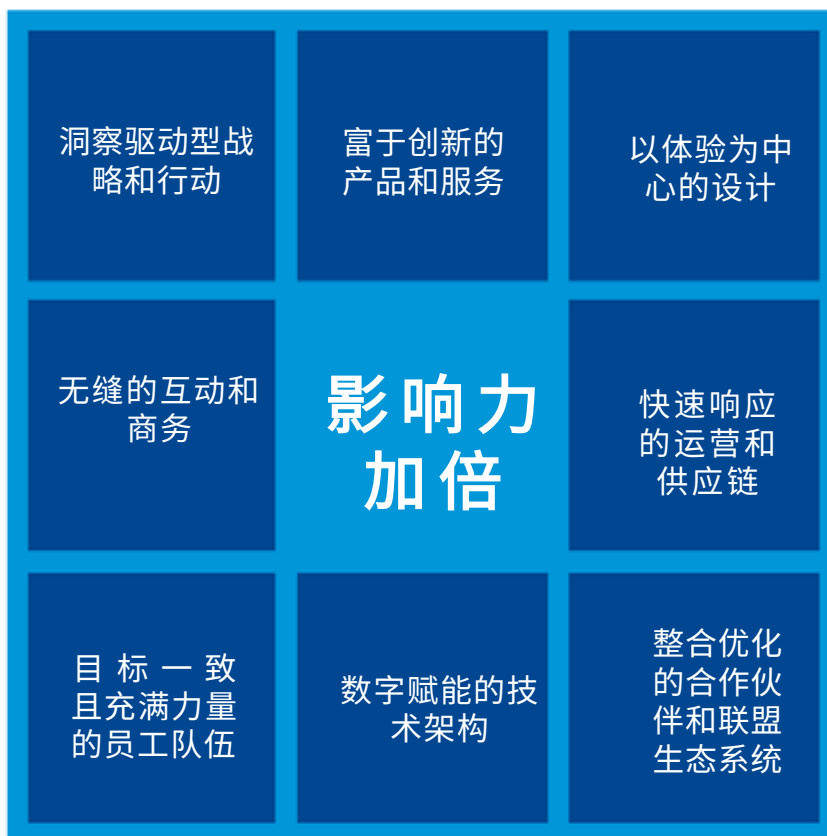 洞察驱动型战
略和行动
富于创新的
产品和服务
以体验为中
心的设计
无缝的互动和
商务
影响力
加倍
快速响应
的运营和
供应链
目标一致
且充满力量
的员工队伍
数字赋能的技
术架构
整合优化
的合作伙
伴和联盟
生态系统